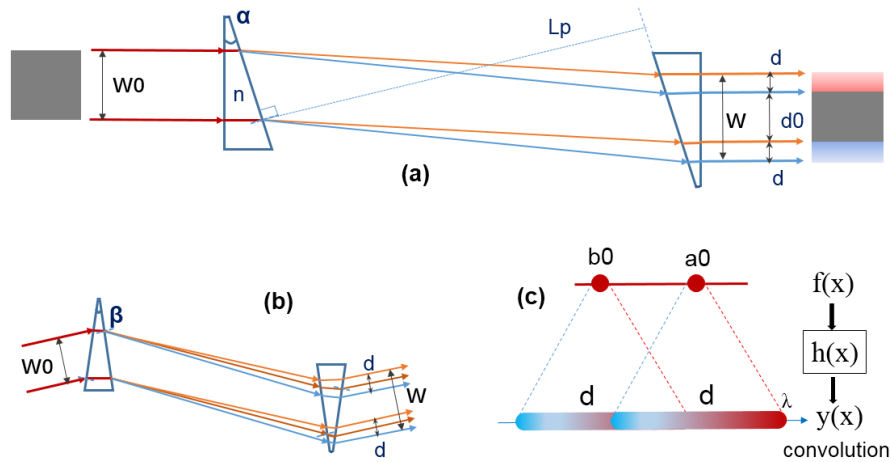 α
Lp
W0
n
d
W
d0
d
(a)
(b)
β
W0
d
W
d
(c)
b0
a0
f(x)
h(x)
d
d
λ
y(x)
convolution